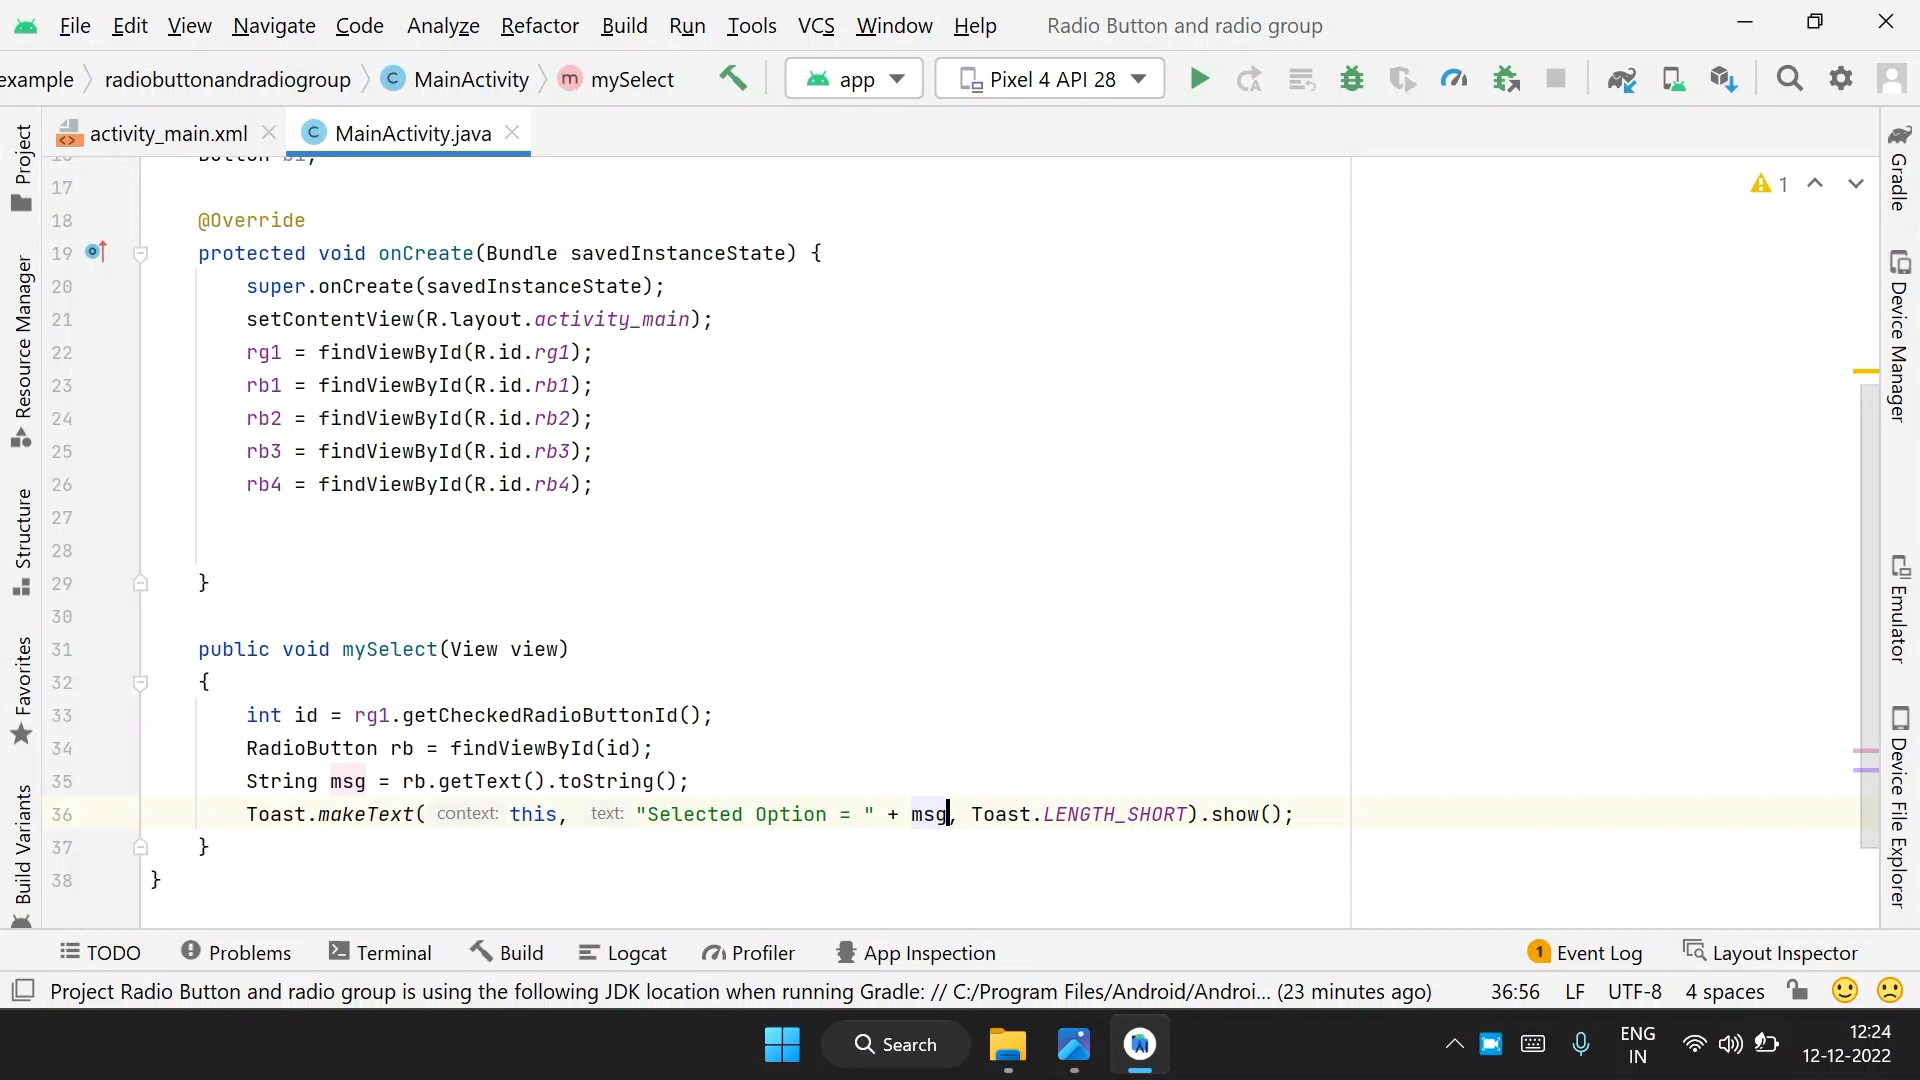 File Edit View Navigate Code Analyze Refactor Build Run Tools VCS Window Help Radio Button and radio group
example radiobuttonandradiogroup C MainActivity m mySelect app Pixel 4 API 28
activity_main.xml C MainActivity.java
17
18 @Override
19 protected void onCreate(Bundle savedInstanceState) {
20 super.onCreate(savedInstanceState);
21 setContentView(R.layout.activity_main);
22 rg1 = findViewById(R.id.rg1);
23 rb1 = findViewById(R.id.rb1);
24 rb2 = findViewById(R.id.rb2);
25 rb3 = findViewById(R.id.rb3);
26 rb4 = findViewById(R.id.rb4);
27
28
29 }
30
31 public void mySelect(View view)
32 {
33 int id = rg1.getCheckedRadioButtonId();
34 RadioButton rb = findViewById(id);
35 String msg = rb.getText().toString();
36 Toast.makeText( context: this, text: "Selected Option = " + msg, Toast.LENGTH_SHORT).show();
37 }
38 }
1
Project
Resource Manager
Structure
Favorites
Build Variants
Gradle
Device Manager
Emulator
Device File Explorer
TODO Problems Terminal Build Logcat Profiler App Inspection 1 Event Log Layout Inspector
Project Radio Button and radio group is using the following JDK location when running Gradle: // C:/Program Files/Android/Androi... (23 minutes ago) 36:56 LF UTF-8 4 spaces
Search
ENG
IN
12:24
12-12-2022